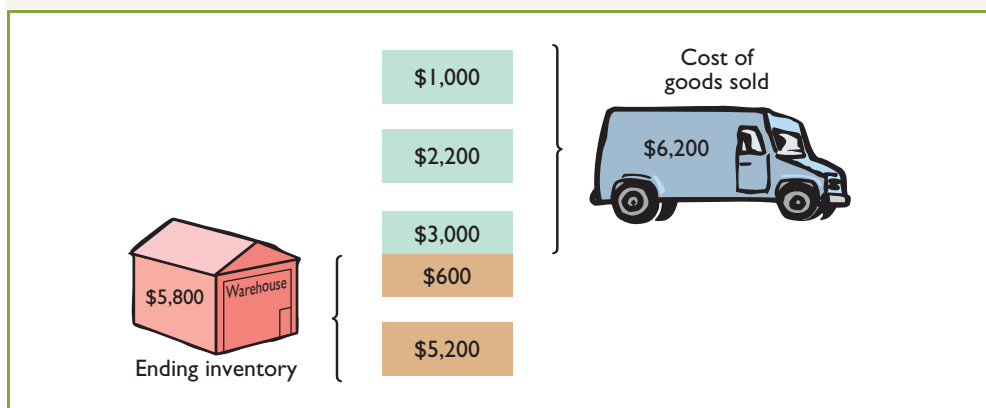 Cost of
goods sold
$1,000
$2,200
$6,200
$3,000
$600
$5,800
Warehouse
$5,200
Ending inventory